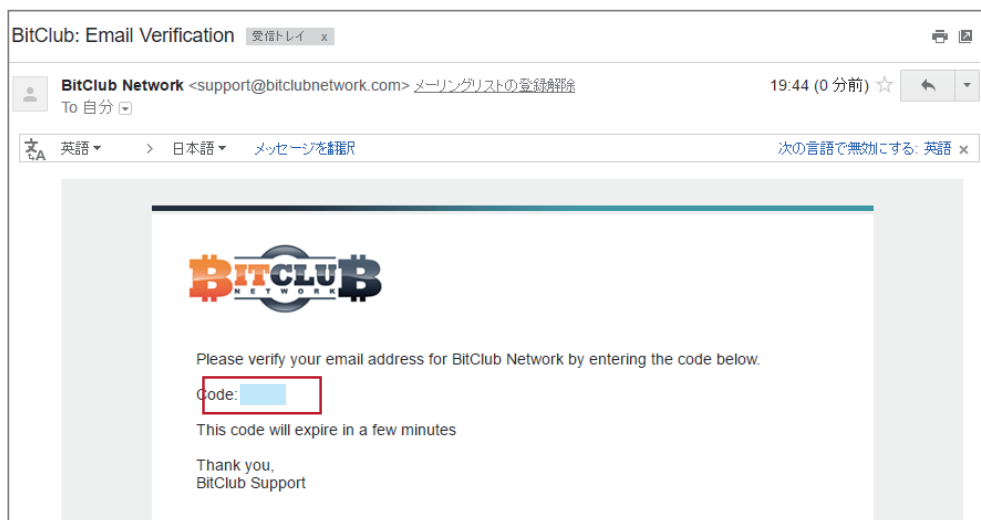 BitClub: Email Verification 受信トレイ x
BitClub Network <support@bitclubnetwork.com> メーリングリストの登録解除 19:44 (0 分前)
To 自分
文A 英語 > 日本語 メッセージを翻訳 次の言語で無効にする: 英語 ×
BITCLUB
NETWORK
Please verify your email address for BitClub Network by entering the code below.
Code:
This code will expire in a few minutes
Thank you,
BitClub Support